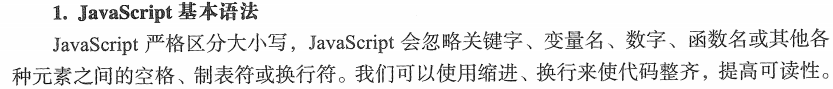 1. JavaScript 基本语法
JavaScript 严格区分大小写，JavaScript 会忽略关键字、变量名、数字、函数名或其他各
种元素之间的空格、制表符或换行符。我们可以使用缩进、换行来使代码整齐，提高可读性。